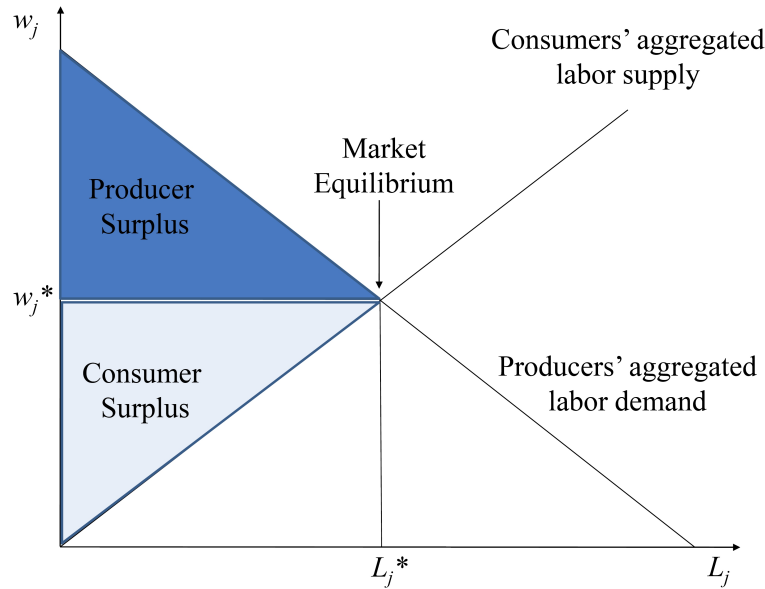 w_j
Consumers’ aggregated
labor supply
Market
Equilibrium
Producer
Surplus
w_j*
Consumer
Surplus
Producers’ aggregated
labor demand
L_j*
L_j